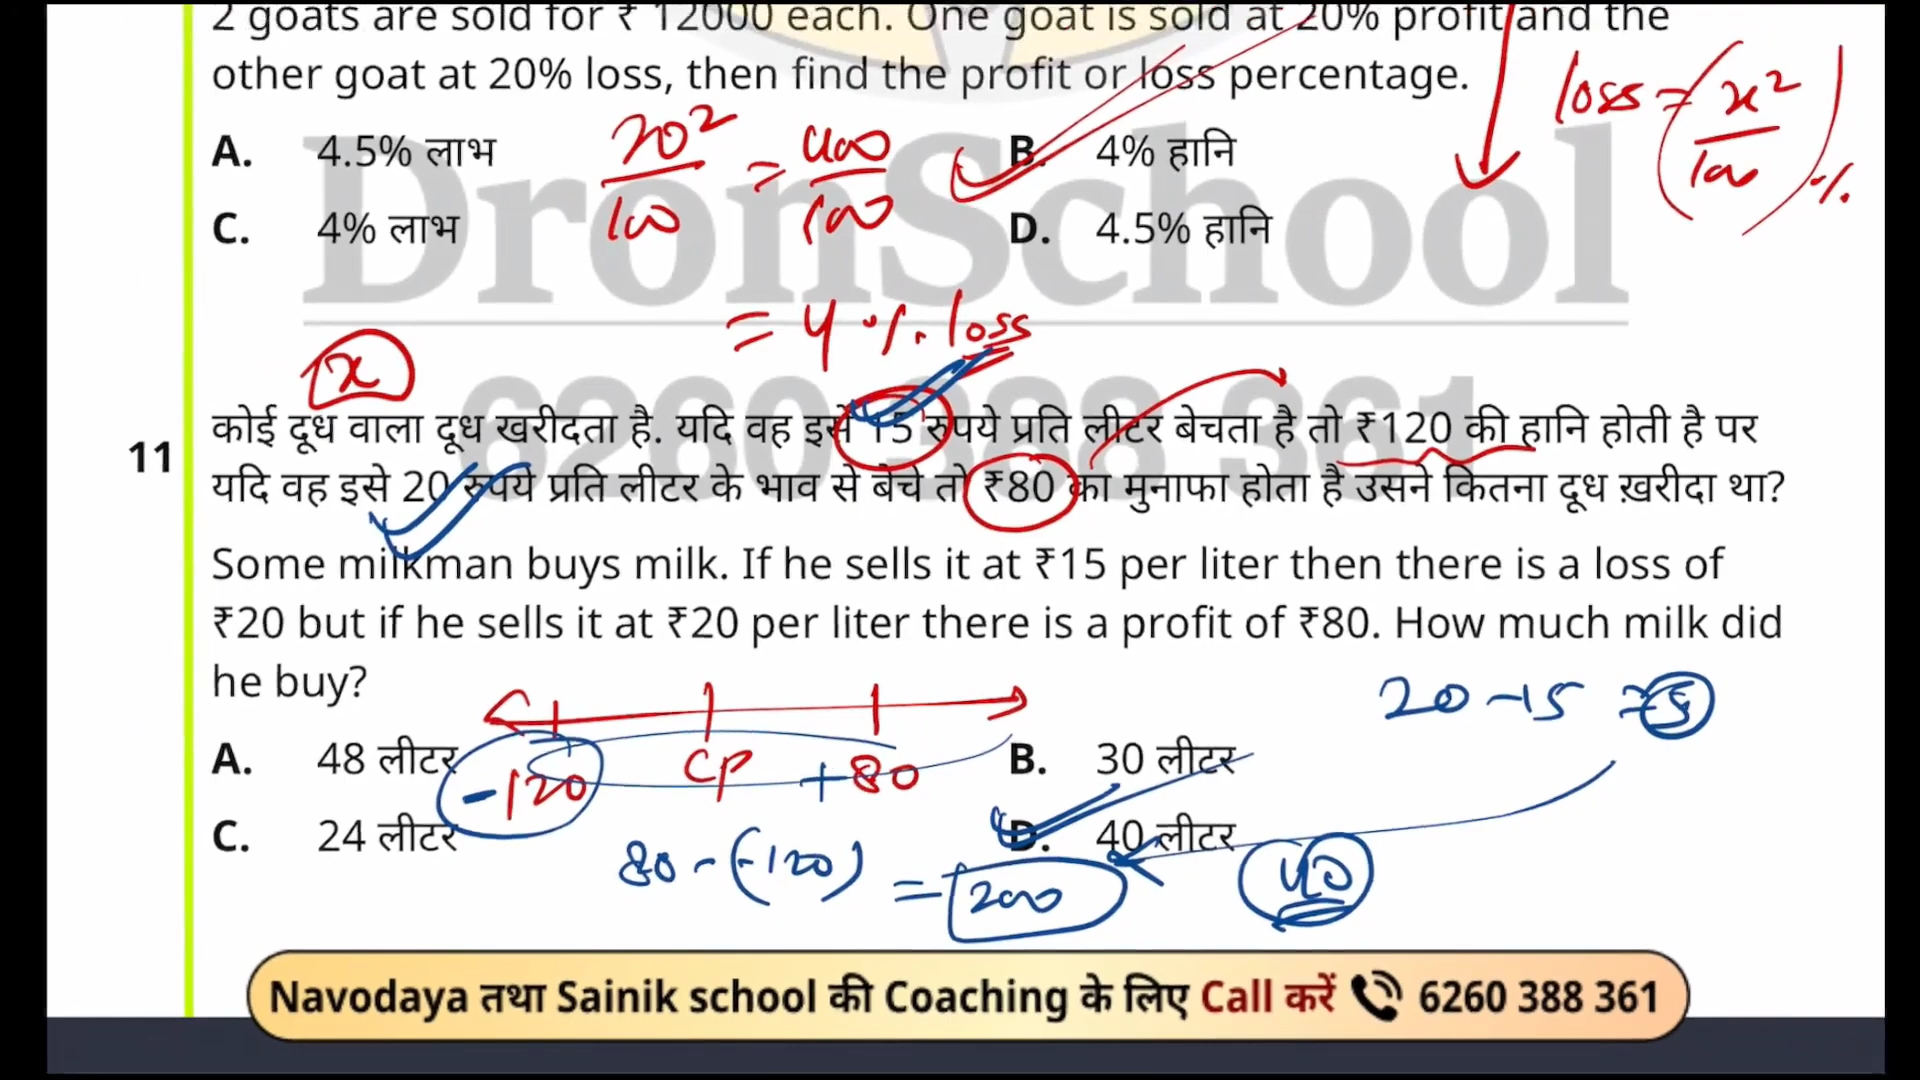 2 goats are sold for ₹ 12000 each. One goat is sold at 20% profit and the
other goat at 20% loss, then find the profit or loss percentage.
loss = (x²/100)%
A. 4.5% लाभ
B. 4% हानि
20²/100 = 400/100
C. 4% लाभ
D. 4.5% हानि
= 4% loss
DronSchool
6260 388 361
x
11 कोई दूध वाला दूध खरीदता है. यदि वह इसे 15 रुपये प्रति लीटर बेचता है तो ₹120 की हानि होती है पर
यदि वह इसे 20 रुपये प्रति लीटर के भाव से बेचे तो ₹80 का मुनाफा होता है उसने कितना दूध ख़रीदा था?
Some milkman buys milk. If he sells it at ₹15 per liter then there is a loss of
₹20 but if he sells it at ₹20 per liter there is a profit of ₹80. How much milk did
he buy?
20 - 15 = 5
A. 48 लीटर
B. 30 लीटर
-120 CP +80
C. 24 लीटर
D. 40 लीटर
80 - (-120) = 200
40
Navodaya तथा Sainik school की Coaching के लिए Call करें 6260 388 361